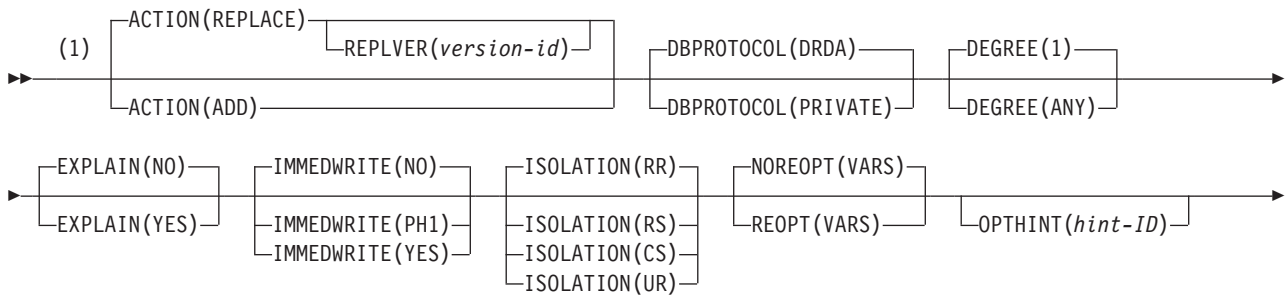 ACTION(REPLACE)
(1) REPLVER(version-id) DBPROTOCOL(DRDA) DEGREE(1)
ACTION(ADD) DBPROTOCOL(PRIVATE) DEGREE(ANY)
EXPLAIN(NO) IMMEDWRITE(NO) ISOLATION(RR) NOREOPT(VARS)
EXPLAIN(YES) IMMEDWRITE(PH1) ISOLATION(RS) REOPT(VARS) OPTHINT(hint-ID)
IMMEDWRITE(YES) ISOLATION(CS)
ISOLATION(UR)